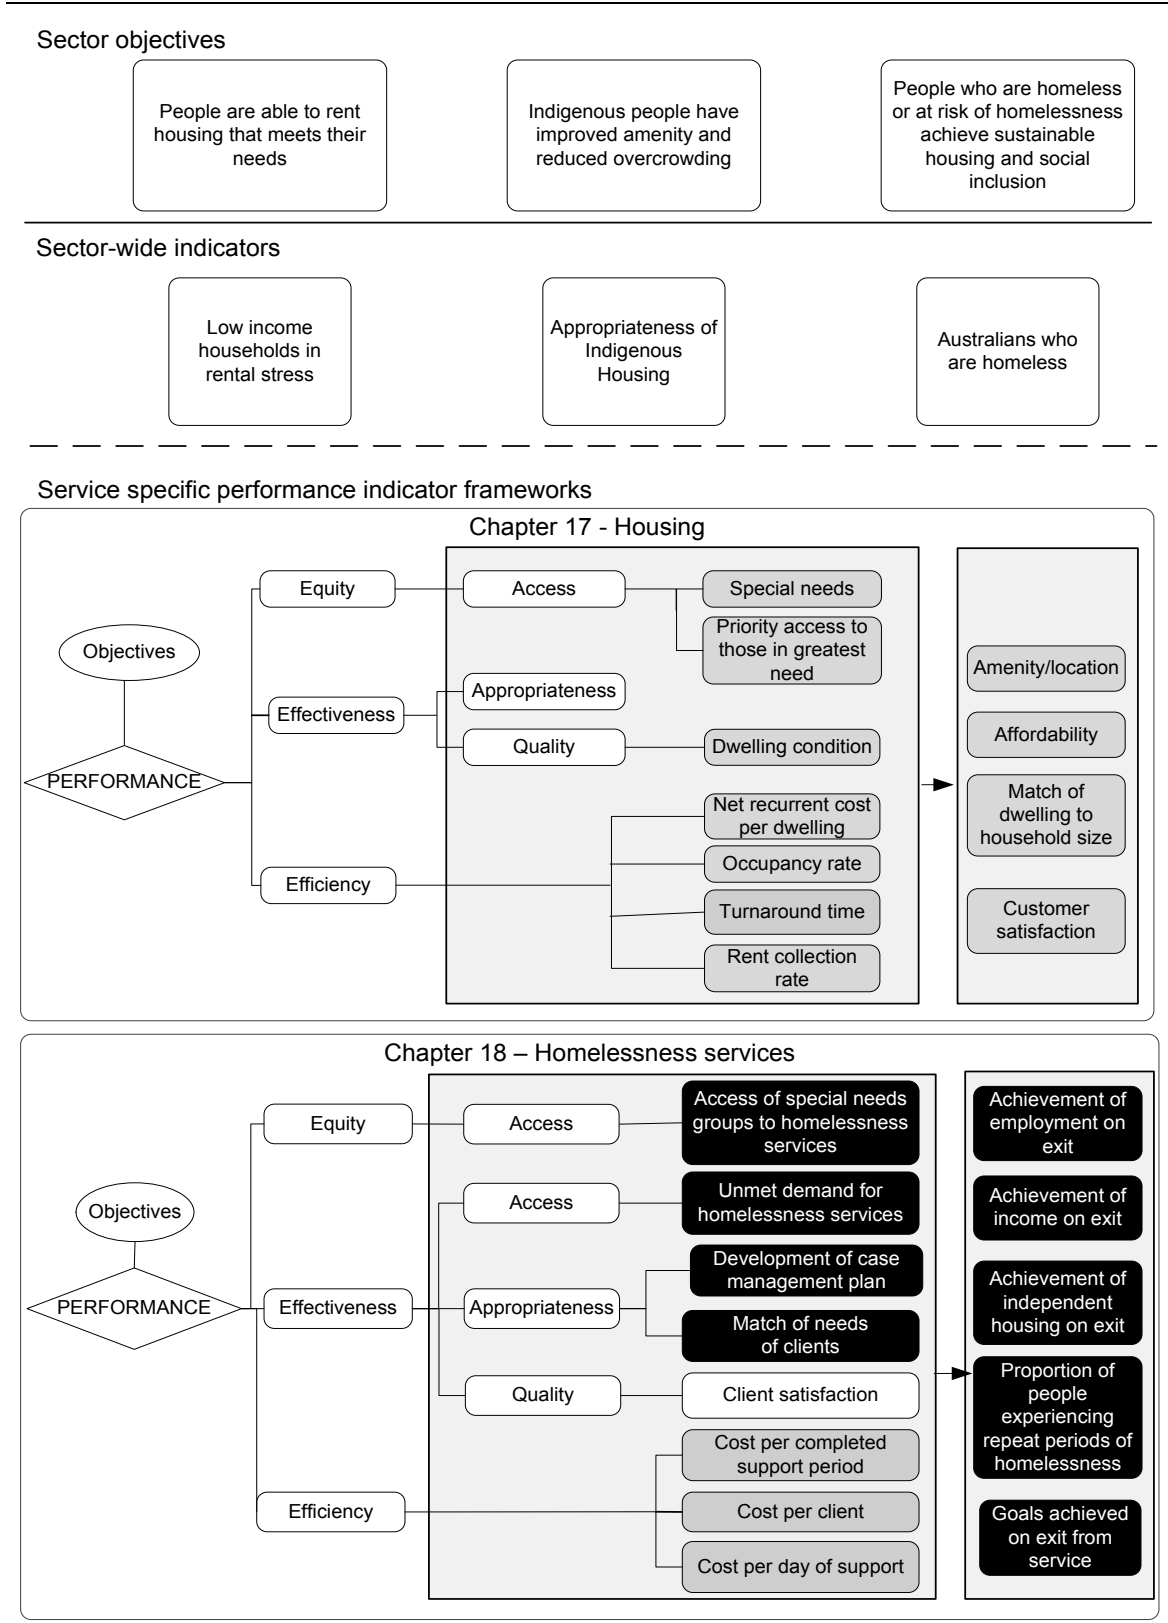 Sector objectives
People are able to rent
housing that meets their
needs
Indigenous people have
improved amenity and
reduced overcrowding
People who are homeless
or at risk of homelessness
achieve sustainable
housing and social
inclusion
Sector-wide indicators
Low income
households in
rental stress
Appropriateness of
Indigenous
Housing
Australians who
are homeless
Service specific performance indicator frameworks
Chapter 17 - Housing
Objectives
PERFORMANCE
Equity
Access
Special needs
Priority access to
those in greatest
need
Effectiveness
Appropriateness
Quality
Dwelling condition
Efficiency
Net recurrent cost
per dwelling
Occupancy rate
Turnaround time
Rent collection
rate
Amenity/location
Affordability
Match of
dwelling to
household size
Customer
satisfaction
Chapter 18 – Homelessness services
Objectives
PERFORMANCE
Equity
Access
Access of special needs
groups to homelessness
services
Effectiveness
Access
Unmet demand for
homelessness services
Appropriateness
Development of case
management plan
Match of needs
of clients
Quality
Client satisfaction
Efficiency
Cost per completed
support period
Cost per client
Cost per day of support
Achievement of
employment on
exit
Achievement of
income on exit
Achievement of
independent
housing on exit
Proportion of
people
experiencing
repeat periods of
homelessness
Goals achieved
on exit from
service